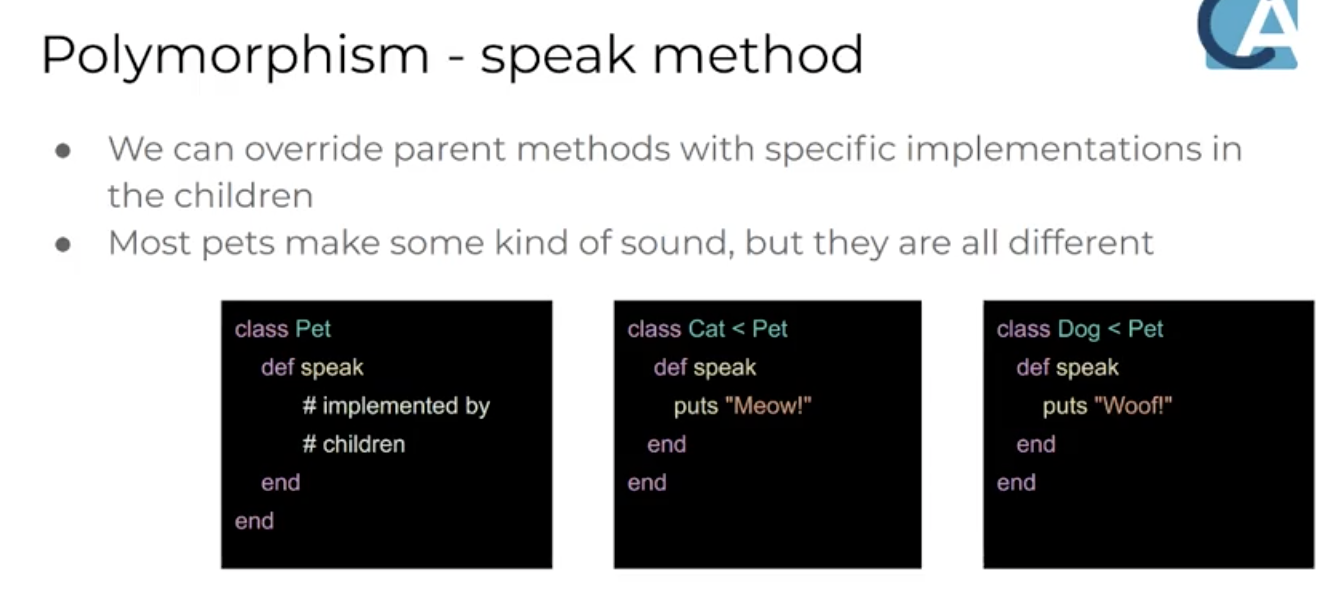 CA
Polymorphism - speak method
● We can override parent methods with specific implementations in
the children
● Most pets make some kind of sound, but they are all different
class Pet
def speak
# implemented by
# children
end
end
class Cat < Pet
def speak
puts "Meow!"
end
end
class Dog < Pet
def speak
puts "Woof!"
end
end